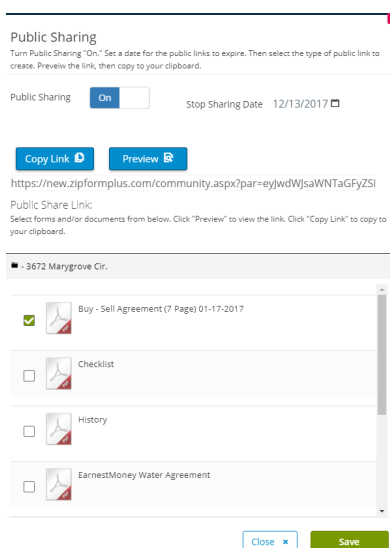 Public Sharing
Turn Public Sharing "On." Set a date for the public links to expire. Then select the type of public link to
create. Preveiw the link, then copy to your clipboard.
Public Sharing On Stop Sharing Date 12/13/2017
Copy Link Preview
https://new.zipformplus.com/community.aspx?par=eyJwdWJsaWNTaGFyZSI
Public Share Link:
Select forms and/or documents from below. Click "Preview" to view the link. Click "Copy Link" to copy to
your clipboard.
- 3672 Marygrove Cir.
Buy - Sell Agreement (7 Page) 01-17-2017
Checklist
History
EarnestMoney Water Agreement
Close × Save